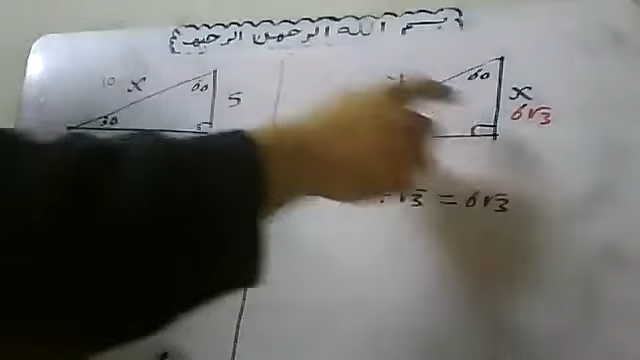 بسم الله الرحمن الرحيم
10 x 60 5
30
60 x
6√3
√3 = 6√3